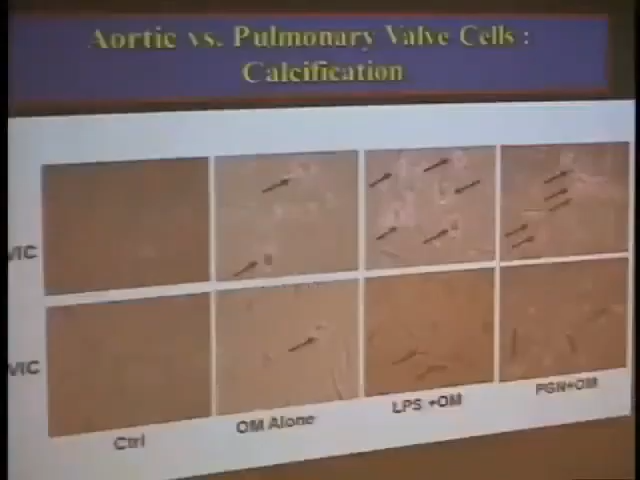 Aortic vs. Pulmonary Valve Cells :
Calcification
VIC
VIC
Ctrl
OM Alone
LPS +OM
PGN+OM